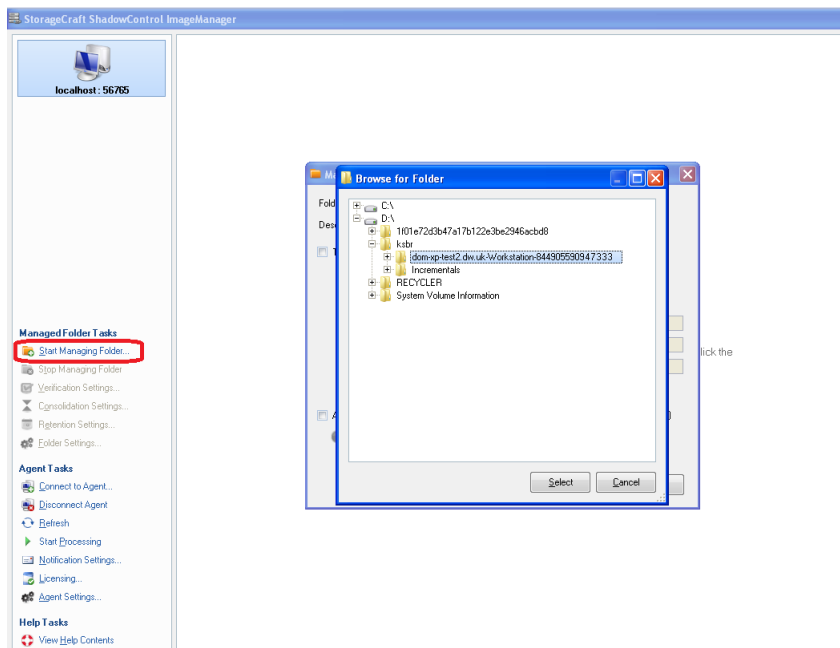 StorageCraft ShadowControl ImageManager
localhost : 56765
Managed Folder Tasks
Start Managing Folder...
Stop Managing Folder
Verification Settings...
Consolidation Settings...
Retention Settings...
Folder Settings...
Agent Tasks
Connect to Agent...
Disconnect Agent
Refresh
Start Processing
Notification Settings...
Licensing...
Agent Settings...
Help Tasks
View Help Contents
Browse for Folder
C:\
D:\
1f01e72d3b47a17b122e3be2946acbd8
ksbr
dom-xp-test2.dw.uk-Workstation-844905590947333
Incrementals
RECYCLER
System Volume Information
Select
Cancel
Fold
Desc
lick the